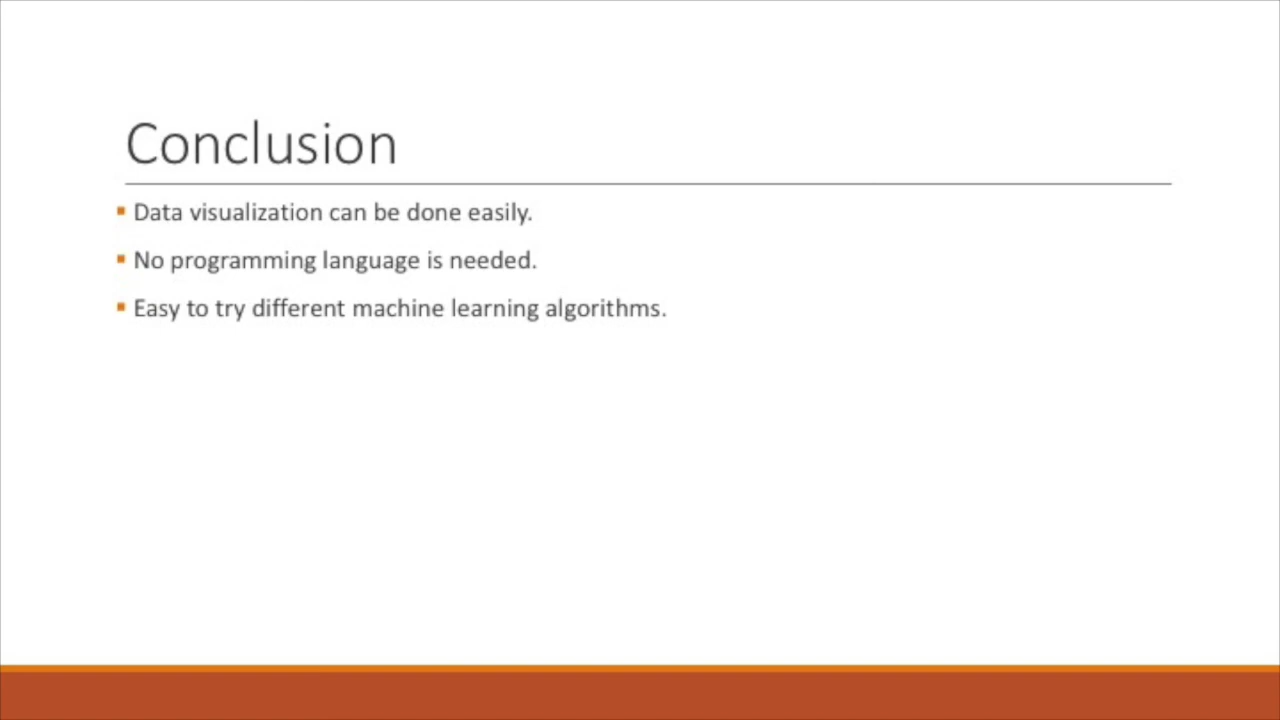 Conclusion
Data visualization can be done easily.
No programming language is needed.
Easy to try different machine learning algorithms.